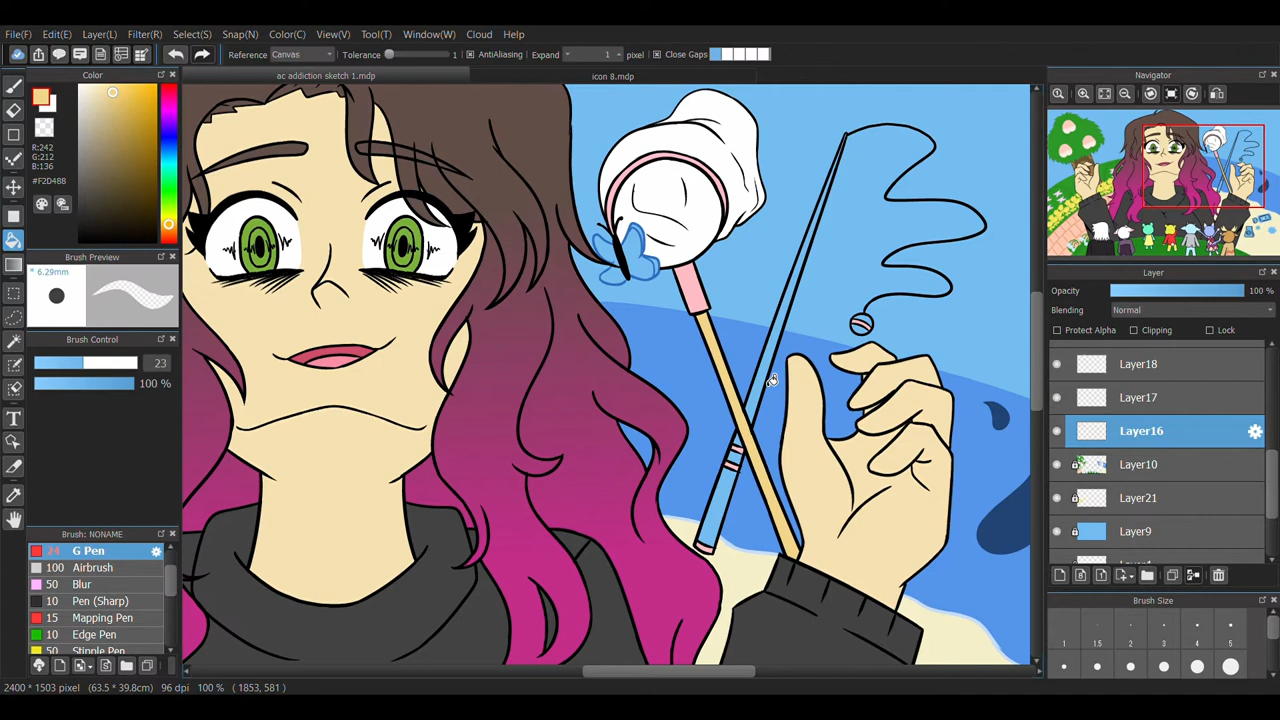 File(F) Edit(E) Layer(L) Filter(R) Select(S) Snap(N) Color(C) View(V) Tool(T) Window(W) Cloud Help
Reference Canvas Tolerance 1 AntiAliasing Expand 1 pixel Close Gaps
Color
ac addiction sketch 1.mdp
icon 8.mdp
Navigator
R:242
G:212
B:136
#F2D488
Brush Preview
* 6.29mm
Brush Control
23
100 %
Layer
Opacity 100 %
Blending Normal
Protect Alpha Clipping Lock
Layer18
Layer17
Layer16
Layer10
Layer21
Layer9
Brush: NONAME
24 G Pen
100 Airbrush
50 Blur
10 Pen (Sharp)
15 Mapping Pen
10 Edge Pen
50 Stipple Pen
Brush Size
1 1.5 2 3 4 5
2400 * 1503 pixel (63.5 * 39.8cm) 96 dpi 100 % ( 1853, 581 )